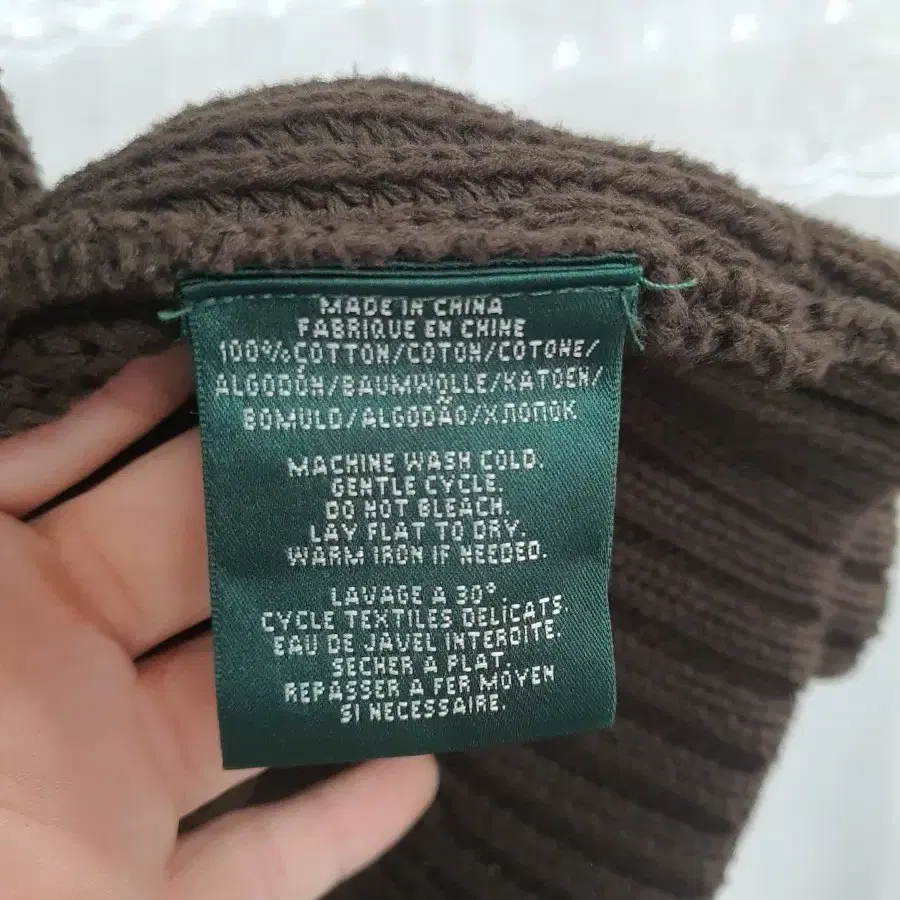 MADE IN CHINA
FABRIQUE EN CHINE
100% COTTON/COTON/COTONE/
ALGODÓN/BAUMWOLLE/KATOEN/
BOMULD/ALGODÃO/ХЛОПОК
MACHINE WASH COLD.
GENTLE CYCLE.
DO NOT BLEACH.
LAY FLAT TO DRY.
WARM IRON IF NEEDED.
LAVAGE A 30°.
CYCLE TEXTILES DELICATS.
EAU DE JAVEL INTERDITE.
SECHER A PLAT.
REPASSER A FER MOYEN
SI NECESSAIRE.